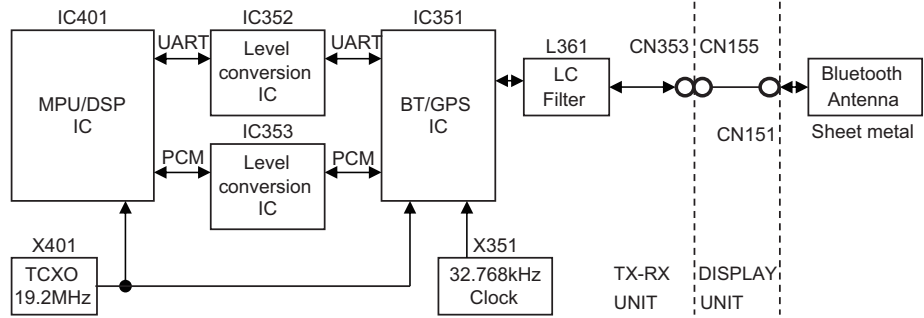 IC401
IC352
IC351
UART
UART
Level
conversion
IC
L361
CN353
CN155
LC
Filter
Bluetooth
Antenna
MPU/DSP
IC
BT/GPS
IC
CN151
Sheet metal
IC353
PCM
PCM
Level
conversion
IC
X401
TCXO
19.2MHz
X351
32.768kHz
Clock
TX-RX
UNIT
DISPLAY
UNIT